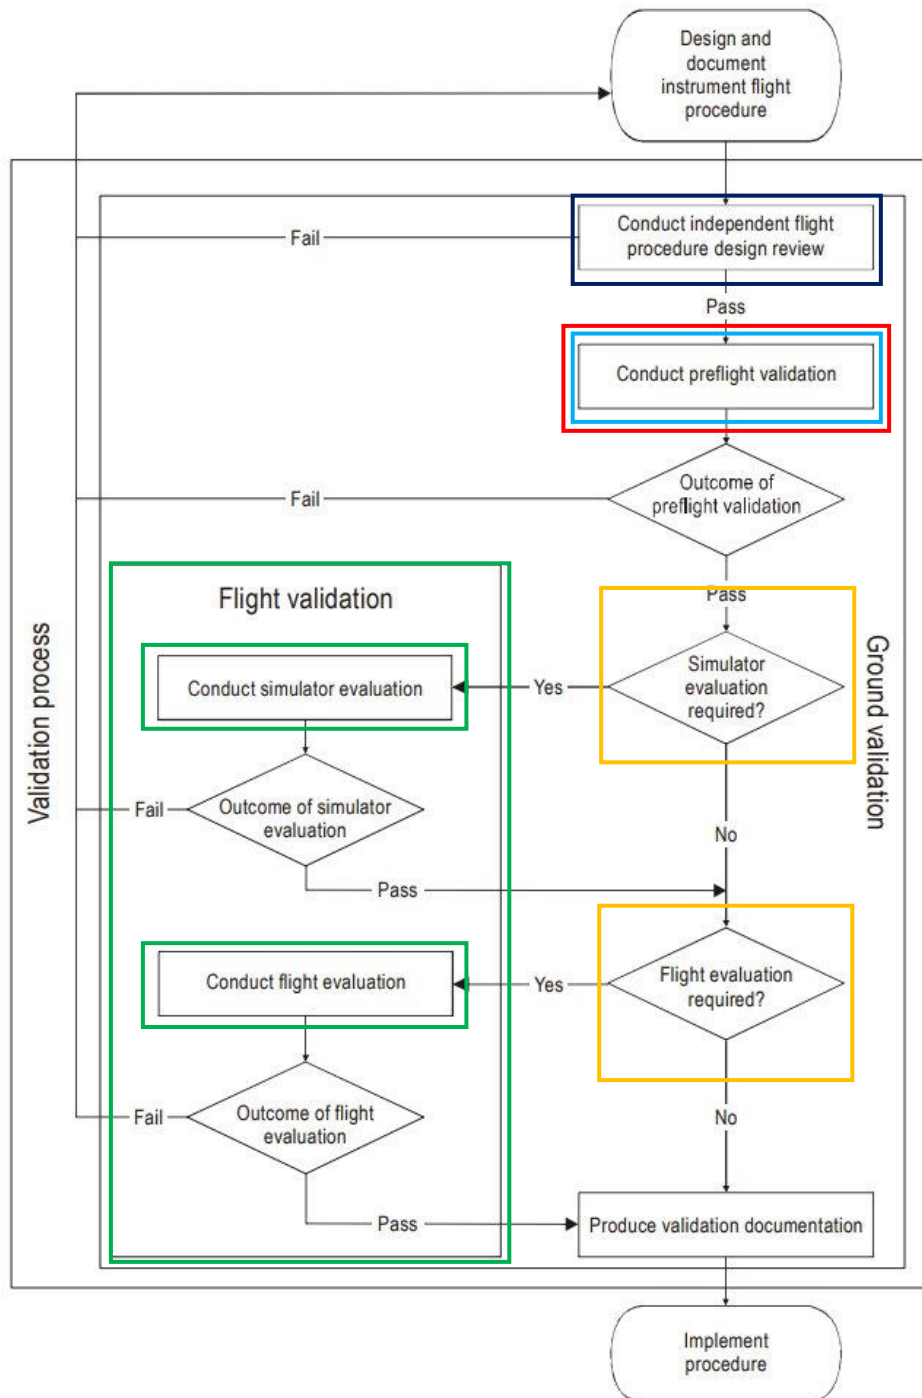 Design and
document
instrument flight
procedure
Fail
Conduct independent flight
procedure design review
Pass
Conduct preflight validation
Fail
Outcome of
preflight validation
Pass
Flight validation
Validation process
Ground validation
Conduct simulator evaluation
Yes
Simulator
evaluation
required?
Fail
Outcome of simulator
evaluation
No
Pass
Conduct flight evaluation
Yes
Flight evaluation
required?
Fail
Outcome of flight
evaluation
No
Pass
Produce validation documentation
Implement
procedure